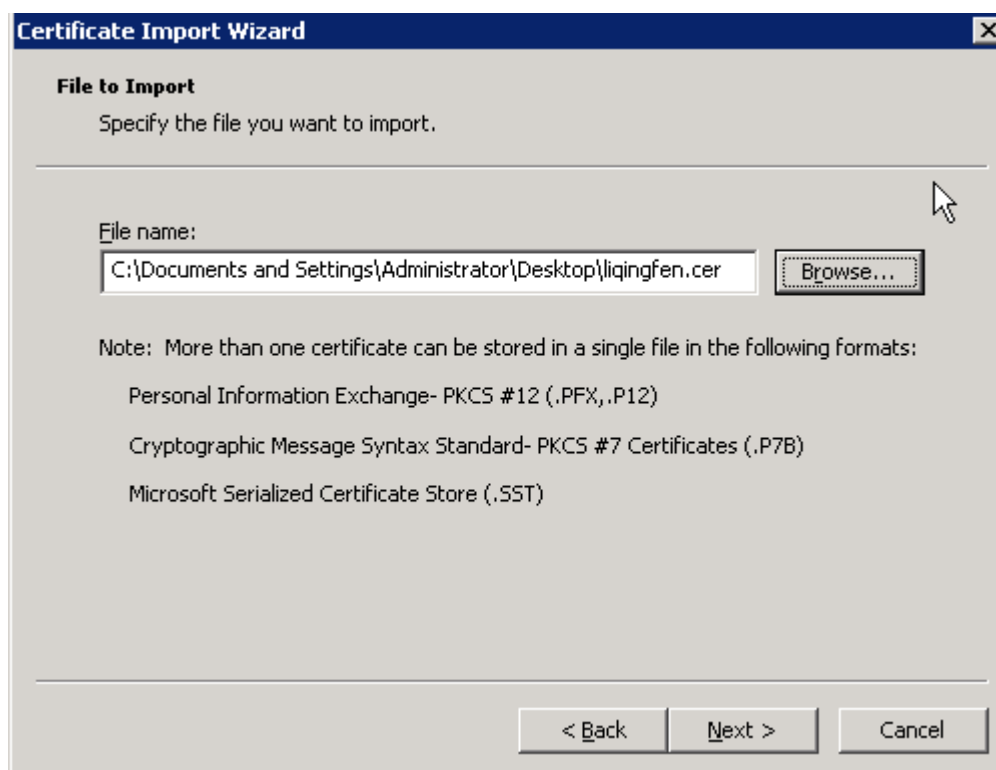 Certificate Import Wizard
File to Import
Specify the file you want to import.
File name:
C:\Documents and Settings\Administrator\Desktop\liqingfen.cer
Browse...
Note: More than one certificate can be stored in a single file in the following formats:
Personal Information Exchange- PKCS #12 (.PFX,.P12)
Cryptographic Message Syntax Standard- PKCS #7 Certificates (.P7B)
Microsoft Serialized Certificate Store (.SST)
< Back Next > Cancel